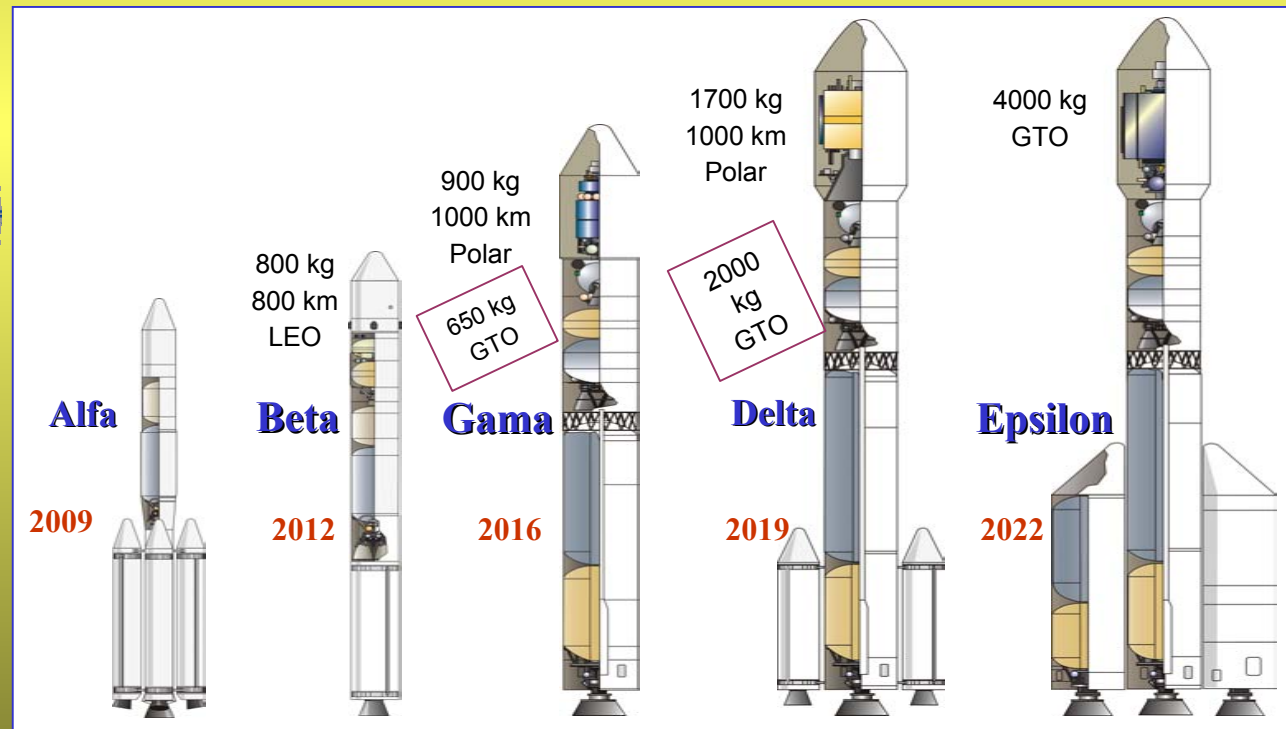 Alfa
2009
800 kg
800 km
LEO
Beta
2012
900 kg
1000 km
Polar
650 kg
GTO
Gama
2016
1700 kg
1000 km
Polar
2000
kg
GTO
Delta
2019
4000 kg
GTO
Epsilon
2022